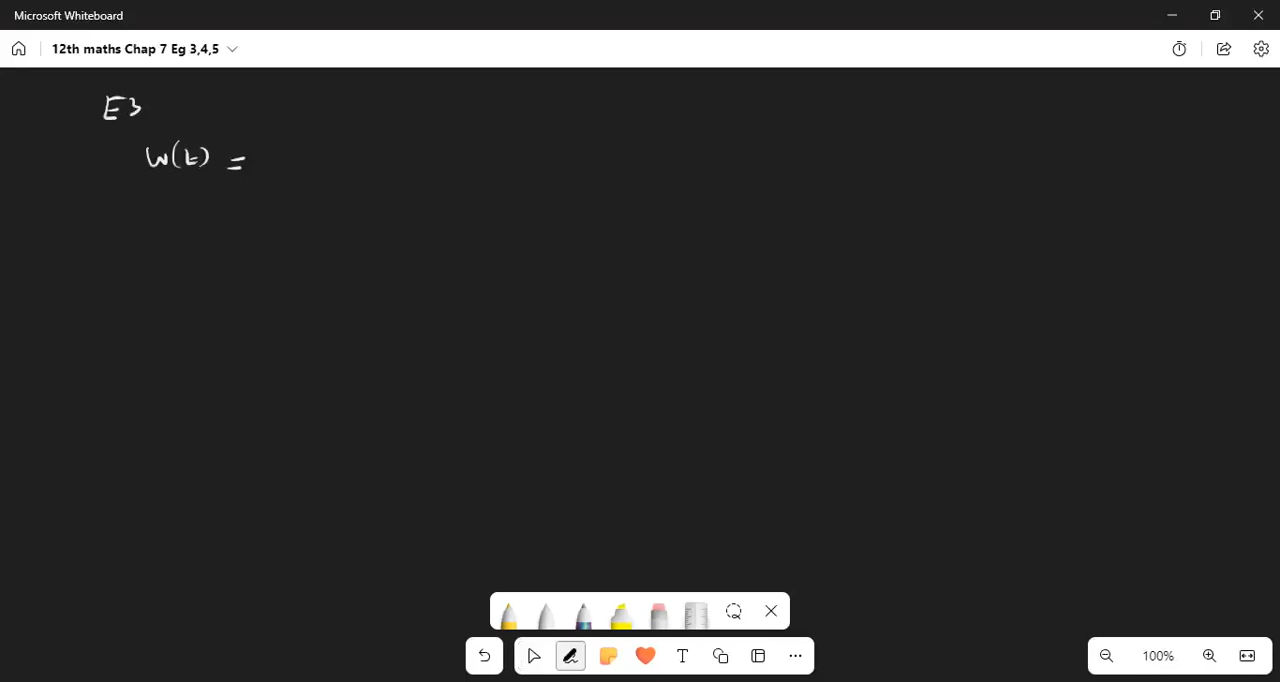 Microsoft Whiteboard
12th maths Chap 7 Eg 3,4,5
E3
W(t) =
100%